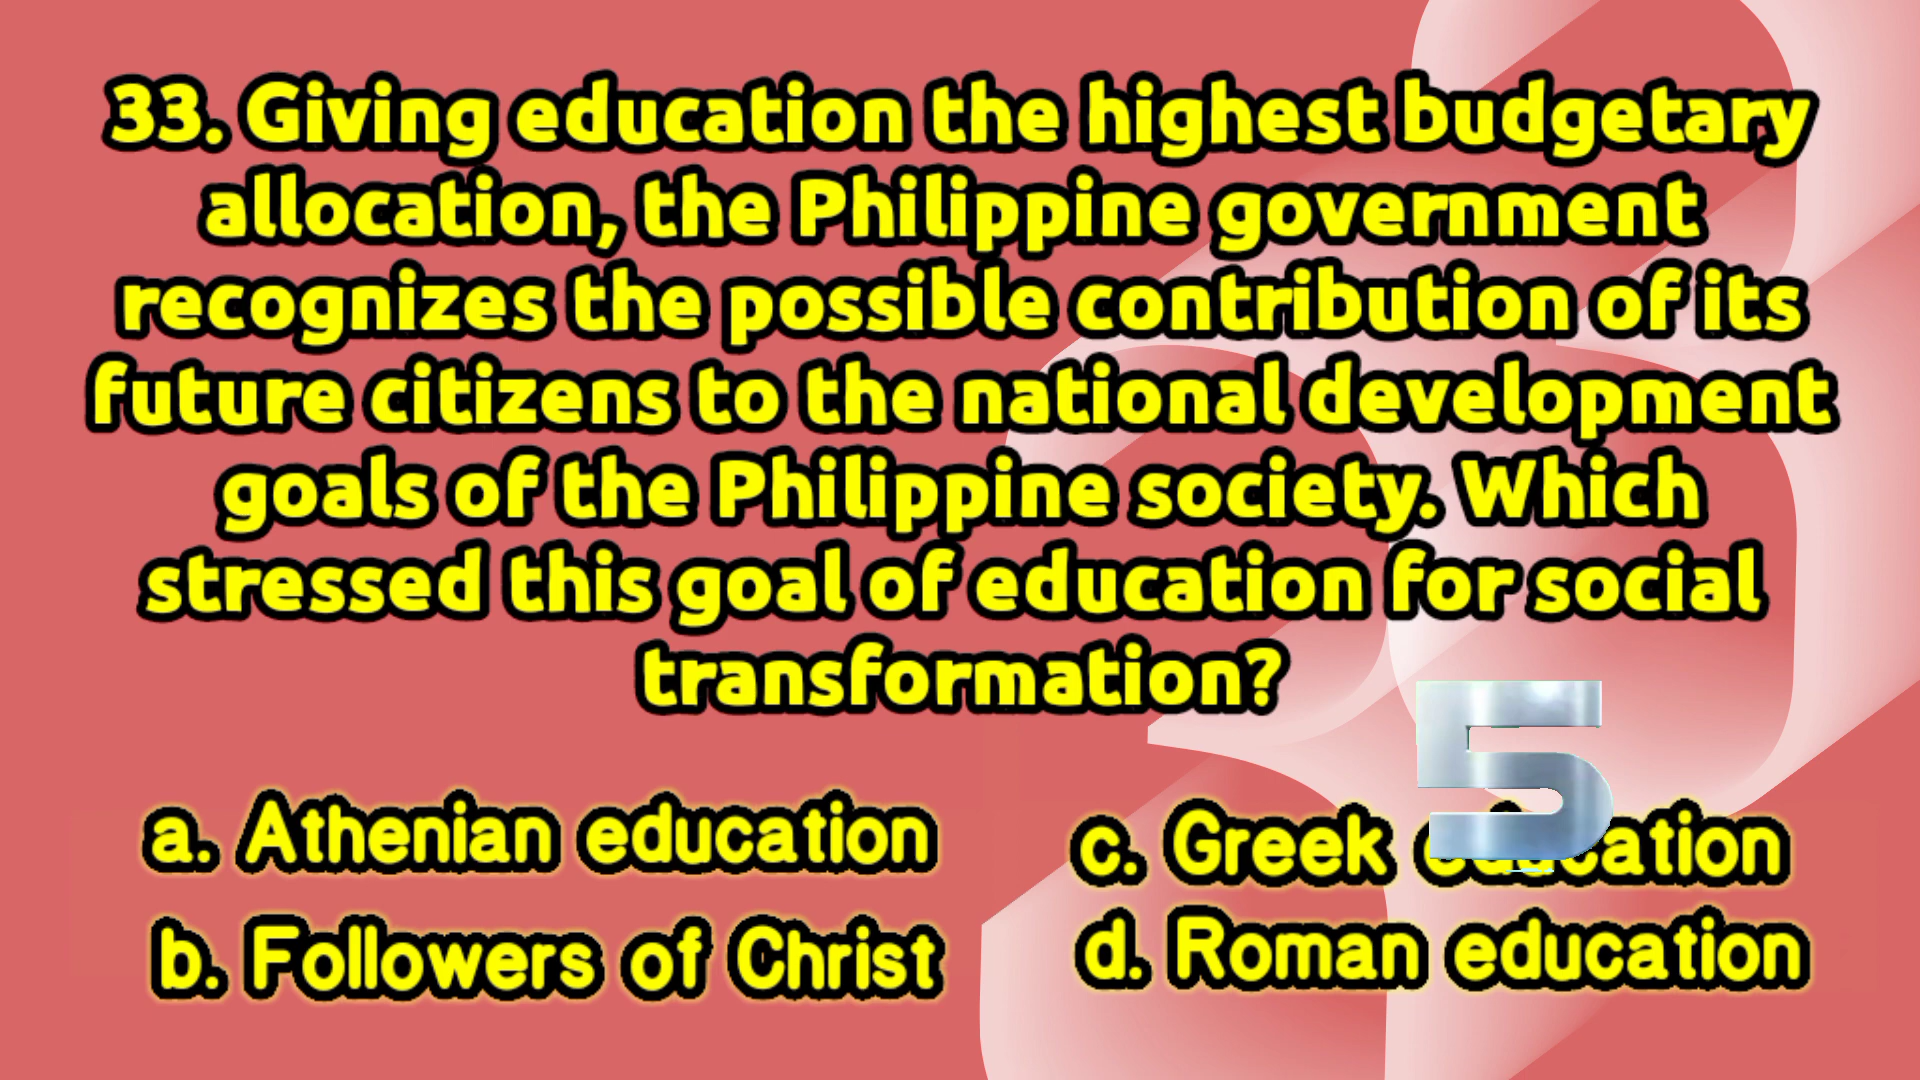 33. Giving education the highest budgetary
allocation, the Philippine government
recognizes the possible contribution of its
future citizens to the national development
goals of the Philippine society. Which
stressed this goal of education for social
transformation?
5
a. Athenian education
c. Greek education
b. Followers of Christ
d. Roman education